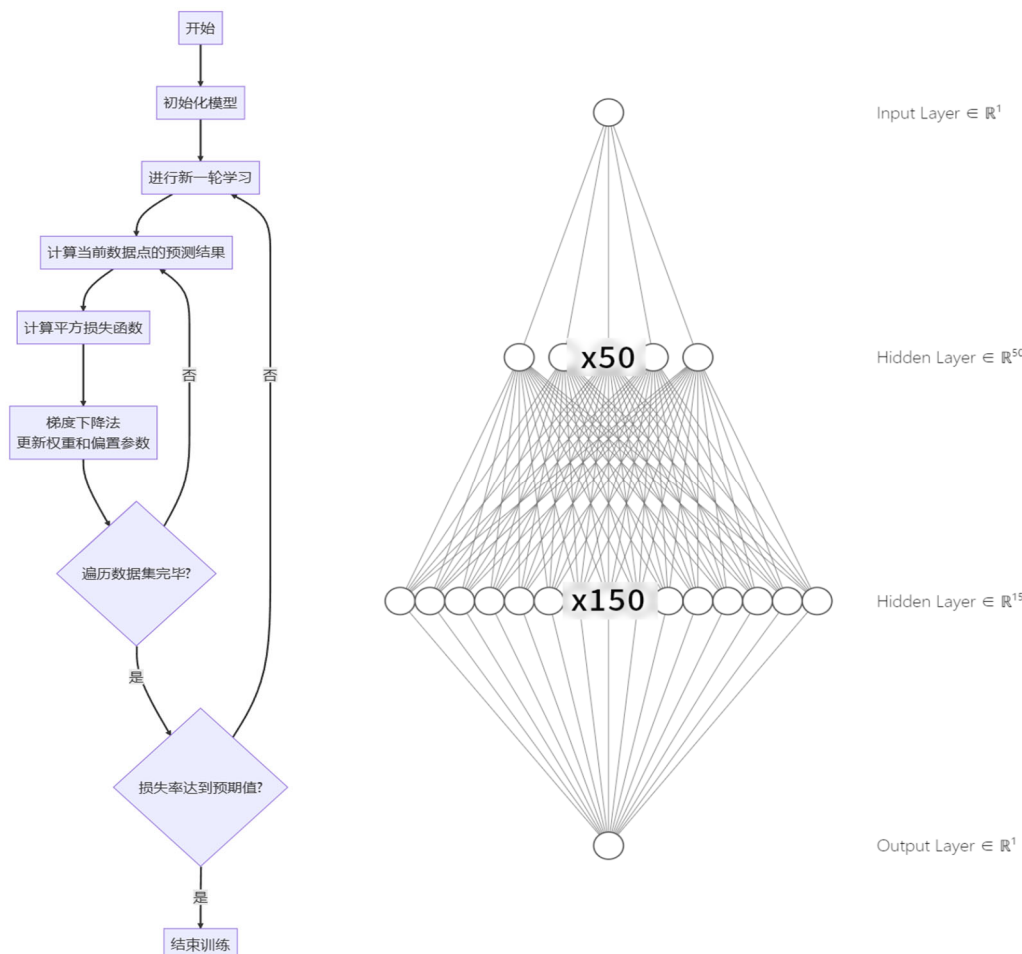 开始
初始化模型
进行新一轮学习
计算当前数据点的预测结果
计算平方损失函数
否
否
梯度下降法
更新权重和偏置参数
遍历数据集完毕?
是
损失率达到预期值?
是
结束训练
Input Layer ∈ ℝ¹
x50
Hidden Layer ∈ ℝ⁵⁰
x150
Hidden Layer ∈ ℝ¹⁵
Output Layer ∈ ℝ¹